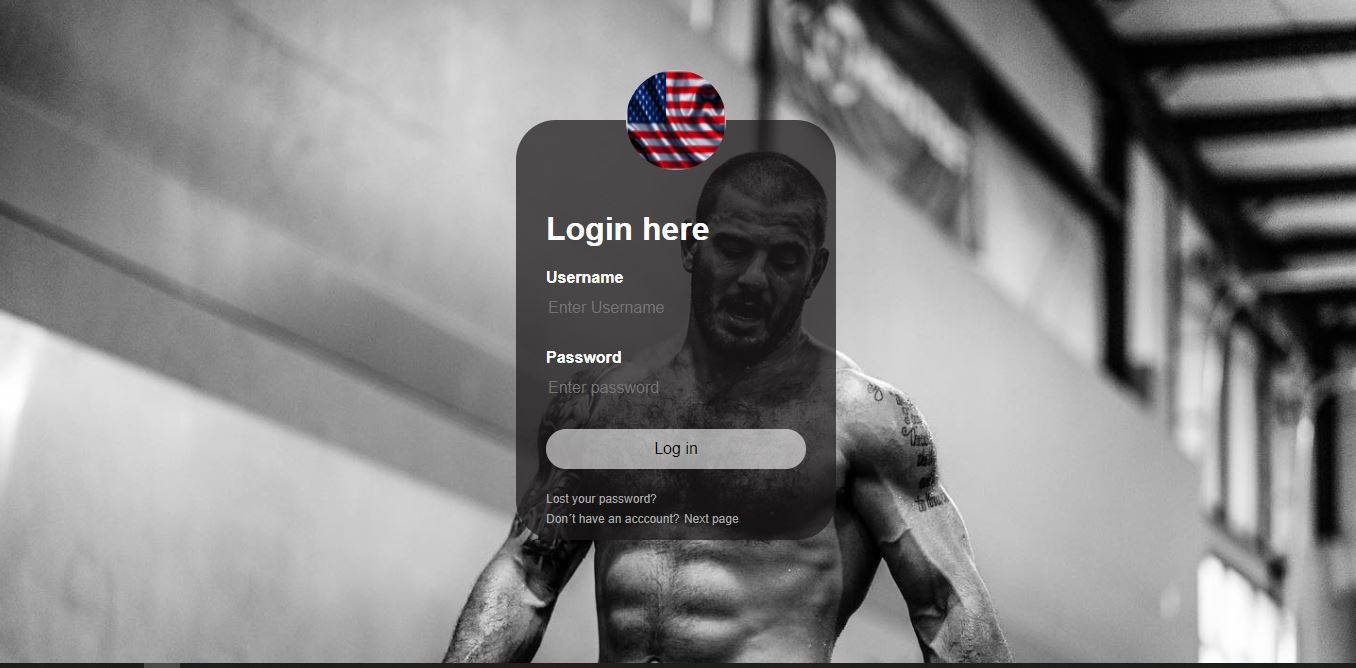 Login here
Username
Enter Username
Password
Enter password
Log in
Lost your password?
Don´t have an acccount? Next page